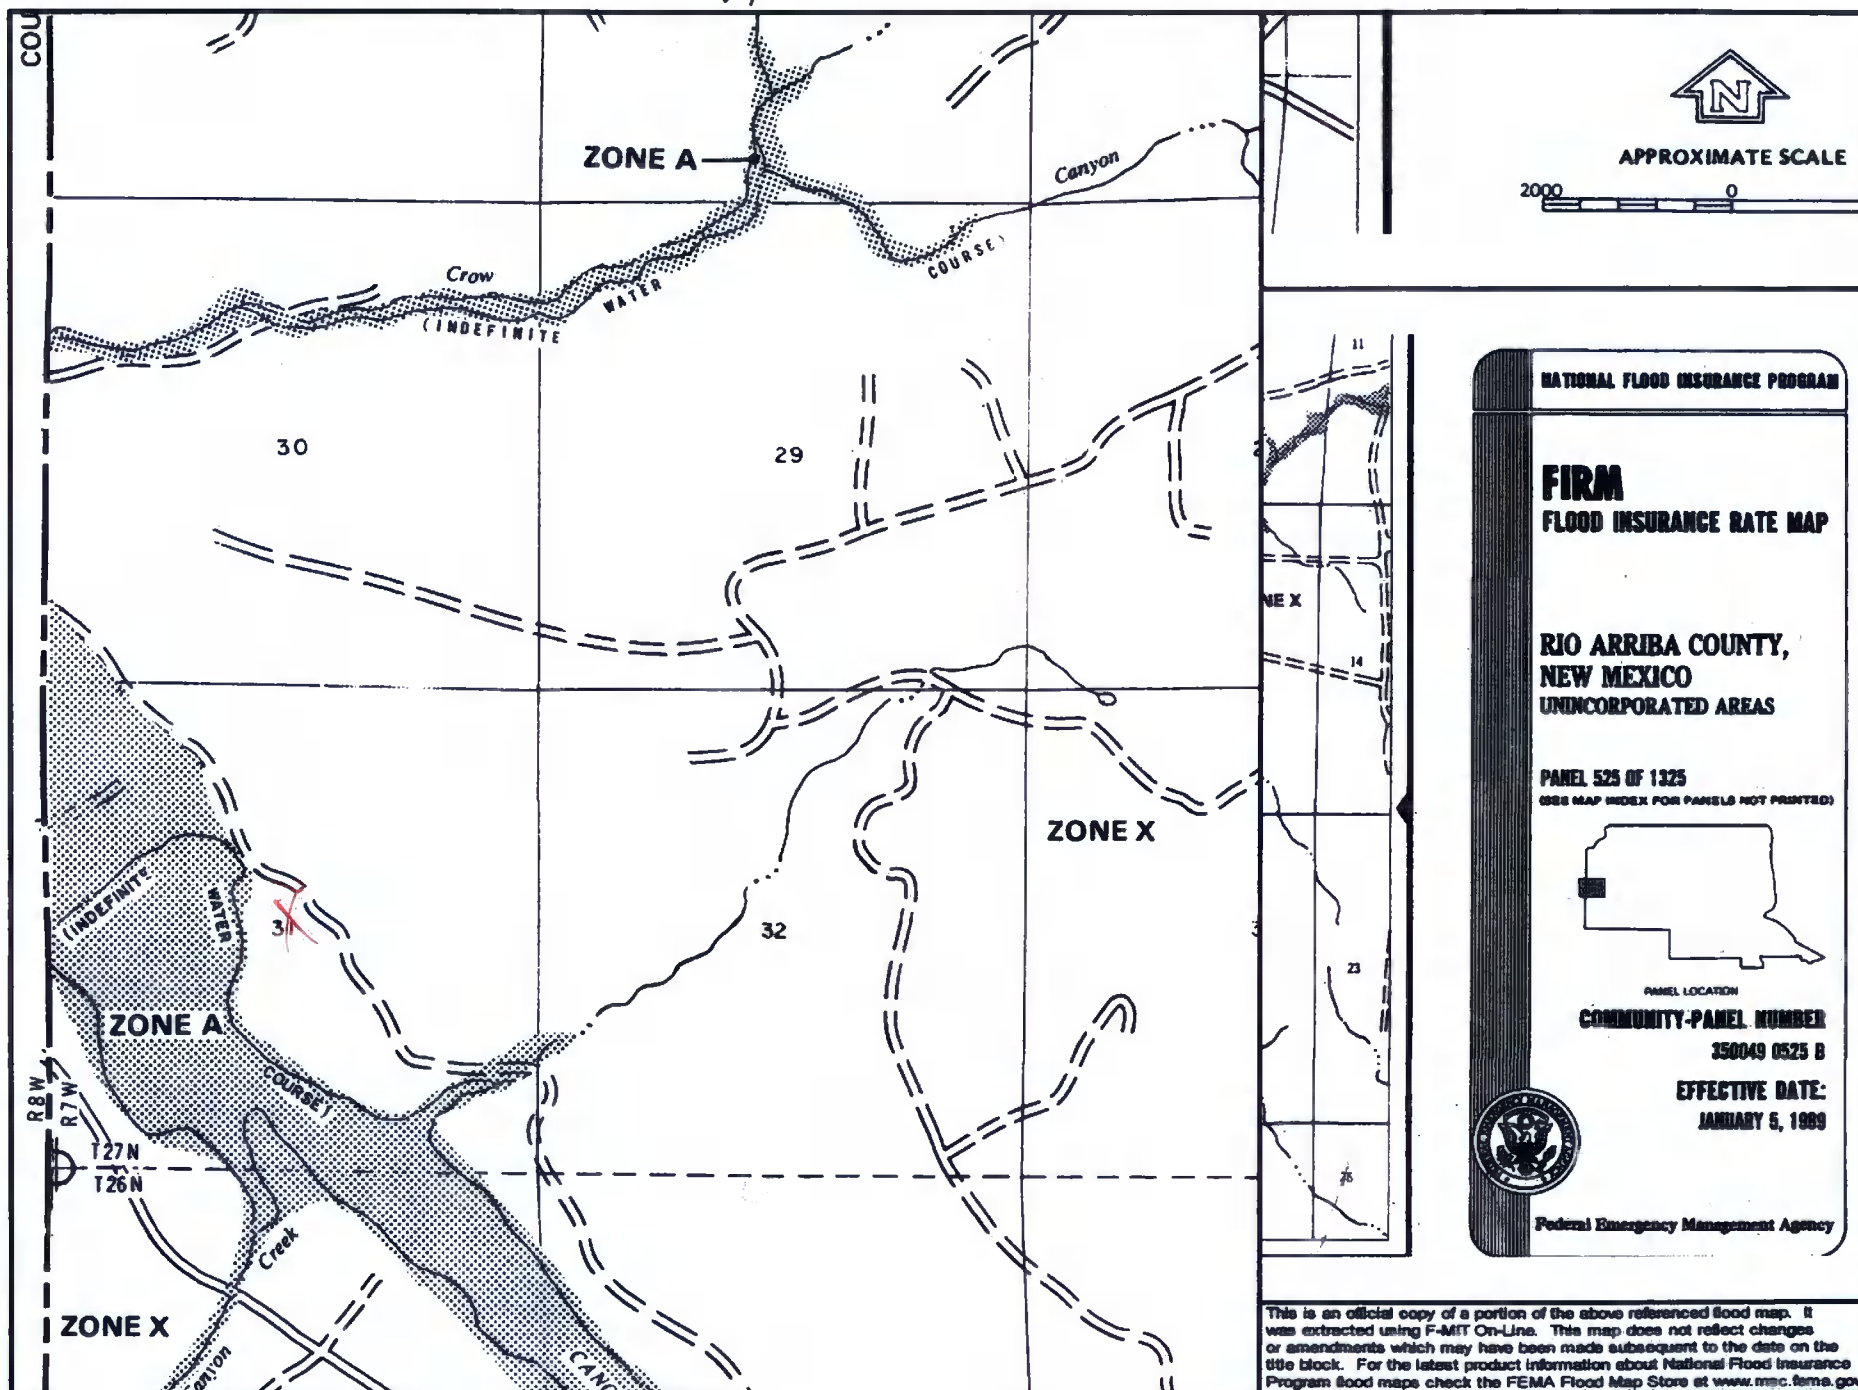 COU
ZONE A
Canyon
COURSE)
Crow
WATER
(INDEFINITE
30
29
ZONE X
(INDEFINITE
WATER
32
ZONE A
COURSE)
R8W
R7W
T27N
T26N
Creek
ZONE X
anyon
CANO
11
NE X
14
23
N
APPROXIMATE SCALE
2000 0
NATIONAL FLOOD INSURANCE PROGRAM
FIRM
FLOOD INSURANCE RATE MAP
RIO ARRIBA COUNTY,
NEW MEXICO
UNINCORPORATED AREAS
PANEL 525 OF 1325
(SEE MAP INDEX FOR PANELS NOT PRINTED)
PANEL LOCATION
COMMUNITY-PANEL NUMBER
350049 0525 B
EFFECTIVE DATE:
JANUARY 5, 1989
Federal Emergency Management Agency
This is an official copy of a portion of the above referenced flood map. It
was extracted using F-MIT On-Line. This map does not reflect changes
or amendments which may have been made subsequent to the date on the
title block. For the latest product information about National Flood Insurance
Program flood maps check the FEMA Flood Map Store at www.msc.fema.gov